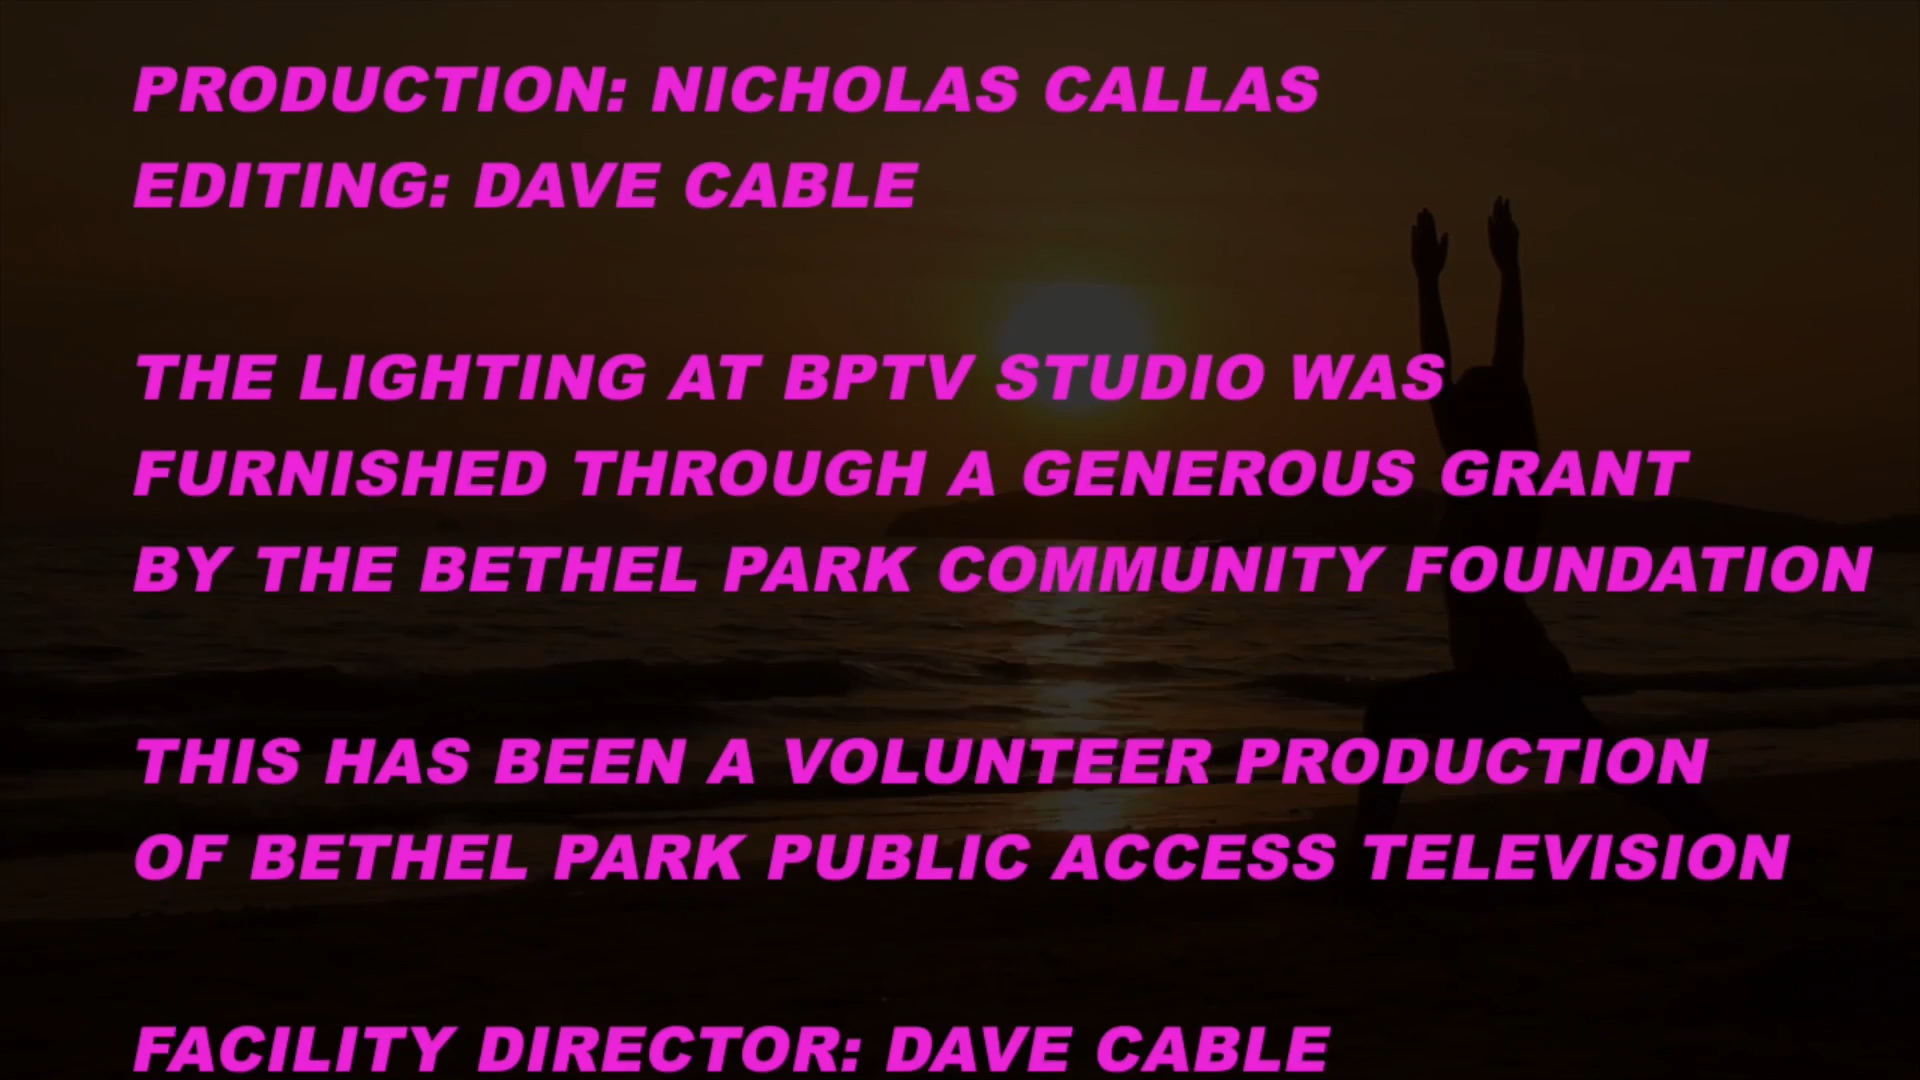 PRODUCTION: NICHOLAS CALLAS
EDITING: DAVE CABLE
THE LIGHTING AT BPTV STUDIO WAS
FURNISHED THROUGH A GENEROUS GRANT
BY THE BETHEL PARK COMMUNITY FOUNDATION
THIS HAS BEEN A VOLUNTEER PRODUCTION
OF BETHEL PARK PUBLIC ACCESS TELEVISION
FACILITY DIRECTOR: DAVE CABLE